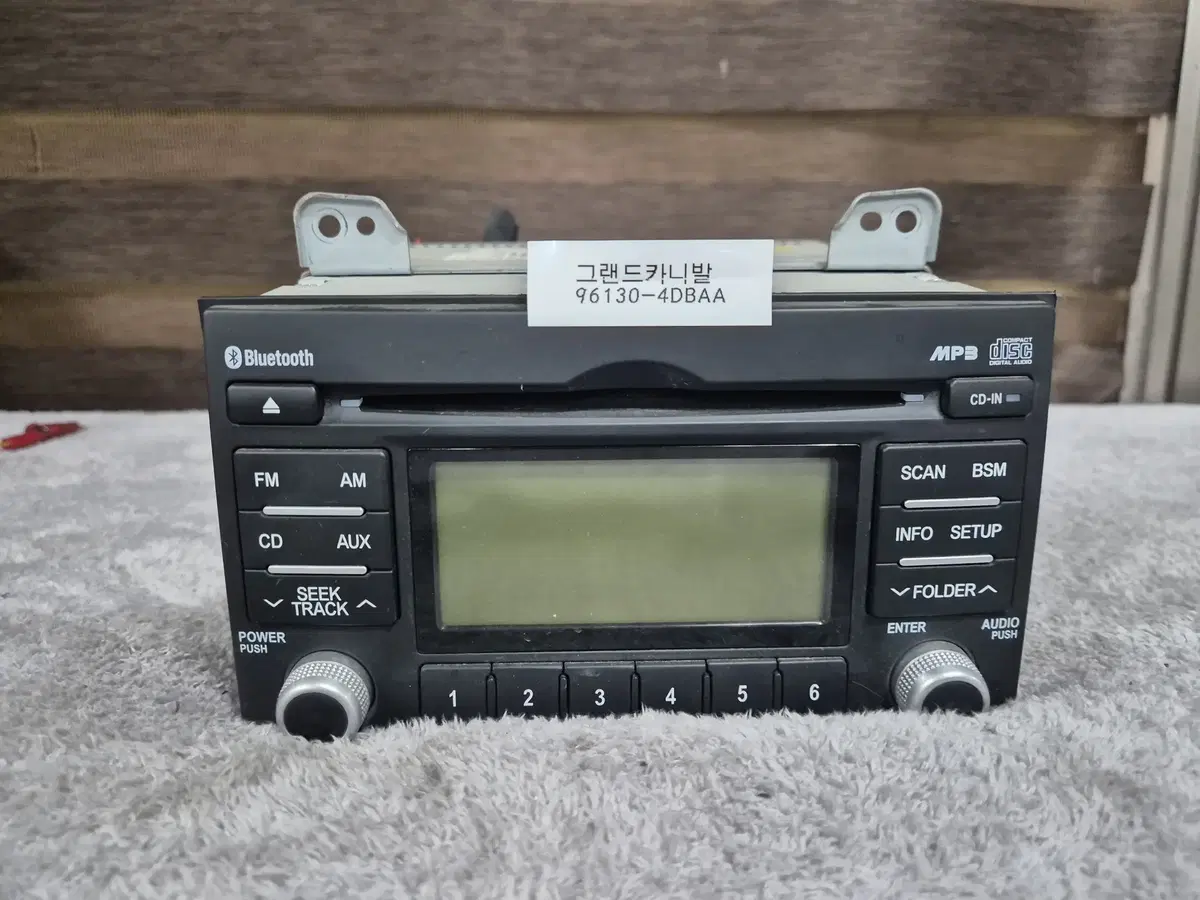 그랜드카니발
96130-4DBAA
Bluetooth
MP3
COMPACT
disc
DIGITAL AUDIO
CD-IN
FM AM
SCAN BSM
CD AUX
INFO SETUP
SEEK
TRACK
FOLDER
POWER
PUSH
ENTER
AUDIO
PUSH
1 2 3 4 5 6